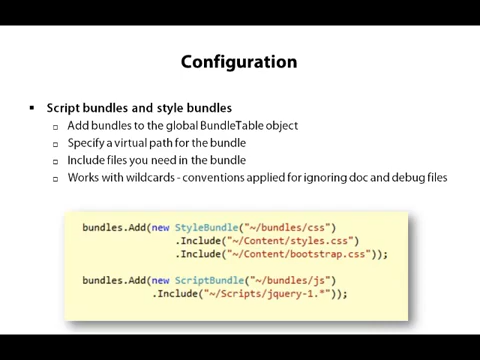 Configuration
Script bundles and style bundles
Add bundles to the global BundleTable object
Specify a virtual path for the bundle
Include files you need in the bundle
Works with wildcards - conventions applied for ignoring doc and debug files
bundles.Add(new StyleBundle("~/bundles/css")
.Include("~/Content/styles.css")
.Include("~/Content/bootstrap.css"));
bundles.Add(new ScriptBundle("~/bundles/js")
.Include("~/Scripts/jquery-1.*"));